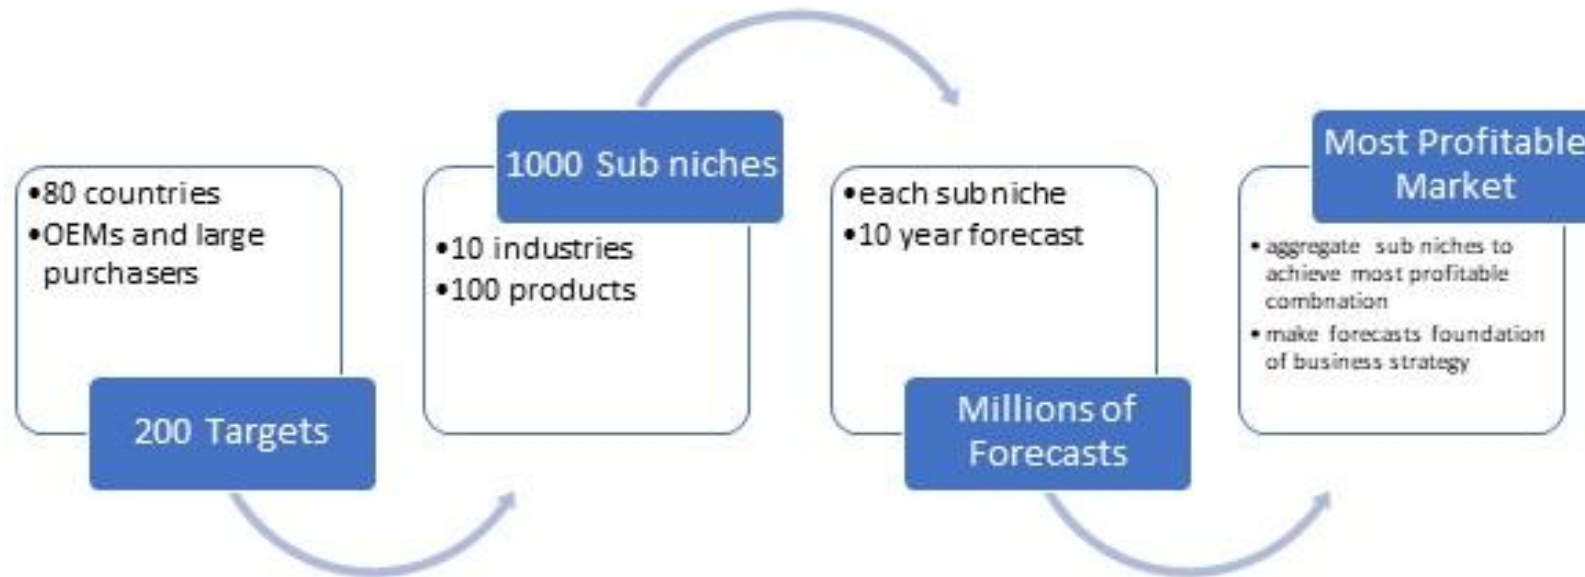 •80 countries
•OEMs and large
purchasers
200 Targets
1000 Sub niches
•10 industries
•100 products
•each subniche
•10 year forecast
Millions of
Forecasts
Most Profitable
Market
• aggregate sub niches to
achieve most profitable
combnation
• make forecasts foundation
of business strategy